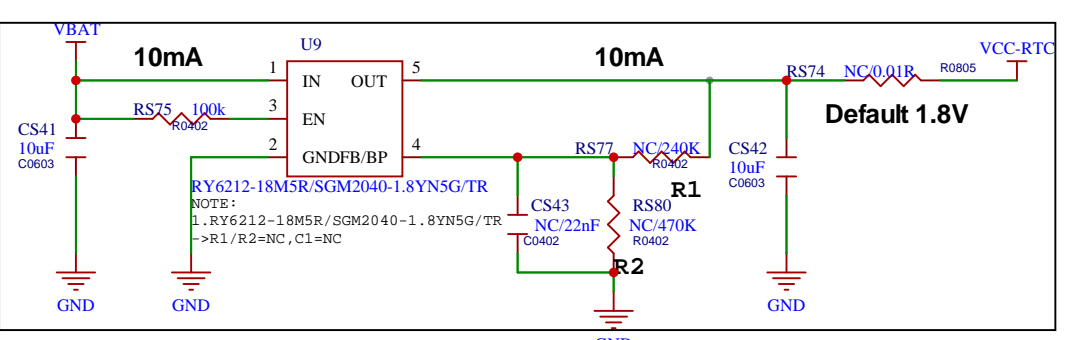 VBAT
10mA
U9
10mA
VCC-RTC
1
IN
OUT
5
RS74
NC/0.01R
R0805
RS75
100k
R0402
3
EN
Default 1.8V
CS41
10uF
C0603
2
GND
FB/BP
4
RS77
NC/240K
R0402
R1
CS42
10uF
C0603
RY6212-18M5R/SGM2040-1.8YN5G/TR
NOTE:
1.RY6212-18M5R/SGM2040-1.8YN5G/TR
->R1/R2=NC,C1=NC
CS43
NC/22nF
C0402
RS80
NC/470K
R0402
R2
GND
GND
GND
GND